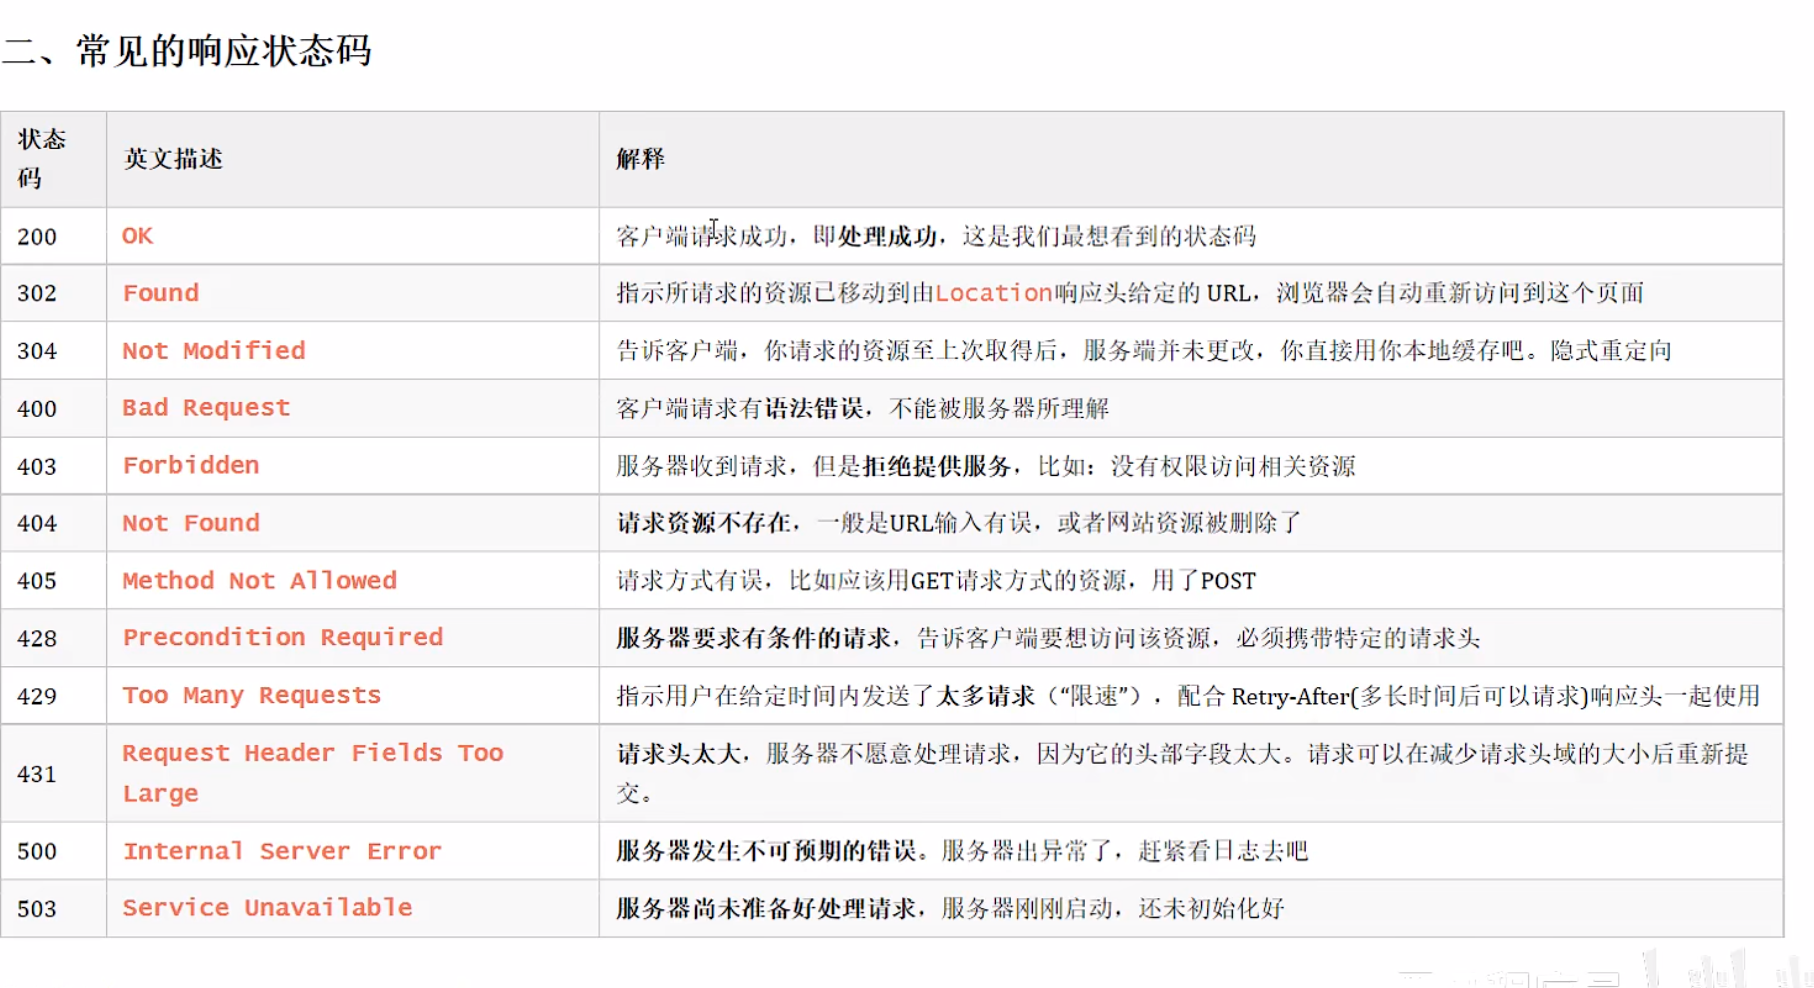 二、常见的响应状态码
状态
码
英文描述
解释
200
OK
客户端请求成功，即处理成功，这是我们最想看到的状态码
302
Found
指示所请求的资源已移动到由Location响应头给定的 URL，浏览器会自动重新访问到这个页面
304
Not Modified
告诉客户端，你请求的资源至上次取得后，服务端并未更改，你直接用你本地缓存吧。隐式重定向
400
Bad Request
客户端请求有语法错误，不能被服务器所理解
403
Forbidden
服务器收到请求，但是拒绝提供服务，比如：没有权限访问相关资源
404
Not Found
请求资源不存在，一般是URL输入有误，或者网站资源被删除了
405
Method Not Allowed
请求方式有误，比如应该用GET请求方式的资源，用了POST
428
Precondition Required
服务器要求有条件的请求，告诉客户端要想访问该资源，必须携带特定的请求头
429
Too Many Requests
指示用户在给定时间内发送了太多请求（“限速”），配合 Retry-After(多长时间后可以请求)响应头一起使用
431
Request Header Fields Too
Large
请求头太大，服务器不愿意处理请求，因为它的头部字段太大。请求可以在减少请求头域的大小后重新提
交。
500
Internal Server Error
服务器发生不可预期的错误。服务器出异常了，赶紧看日志去吧
503
Service Unavailable
服务器尚未准备好处理请求，服务器刚刚启动，还未初始化好